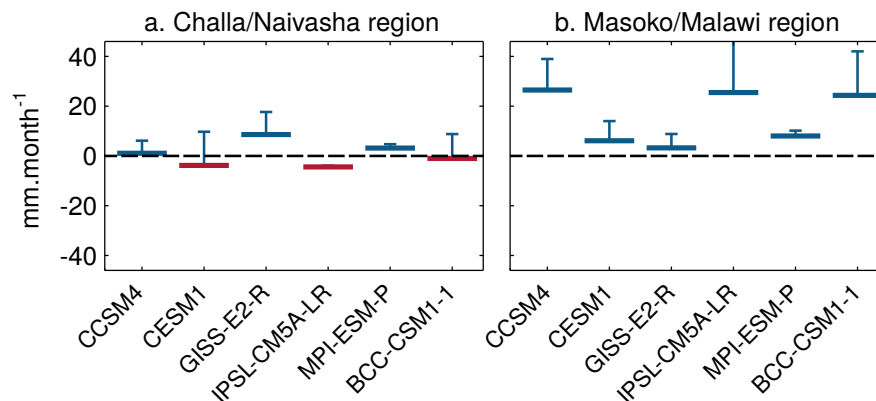 a. Challa/Naivasha region
b. Masoko/Malawi region
mm.month⁻¹
40
20
0
-20
-40
CCSM4
CESM1
GISS-E2-R
IPSL-CM5A-LR
MPI-ESM-P
BCC-CSM1-1
CCSM4
CESM1
GISS-E2-R
IPSL-CM5A-LR
MPI-ESM-P
BCC-CSM1-1